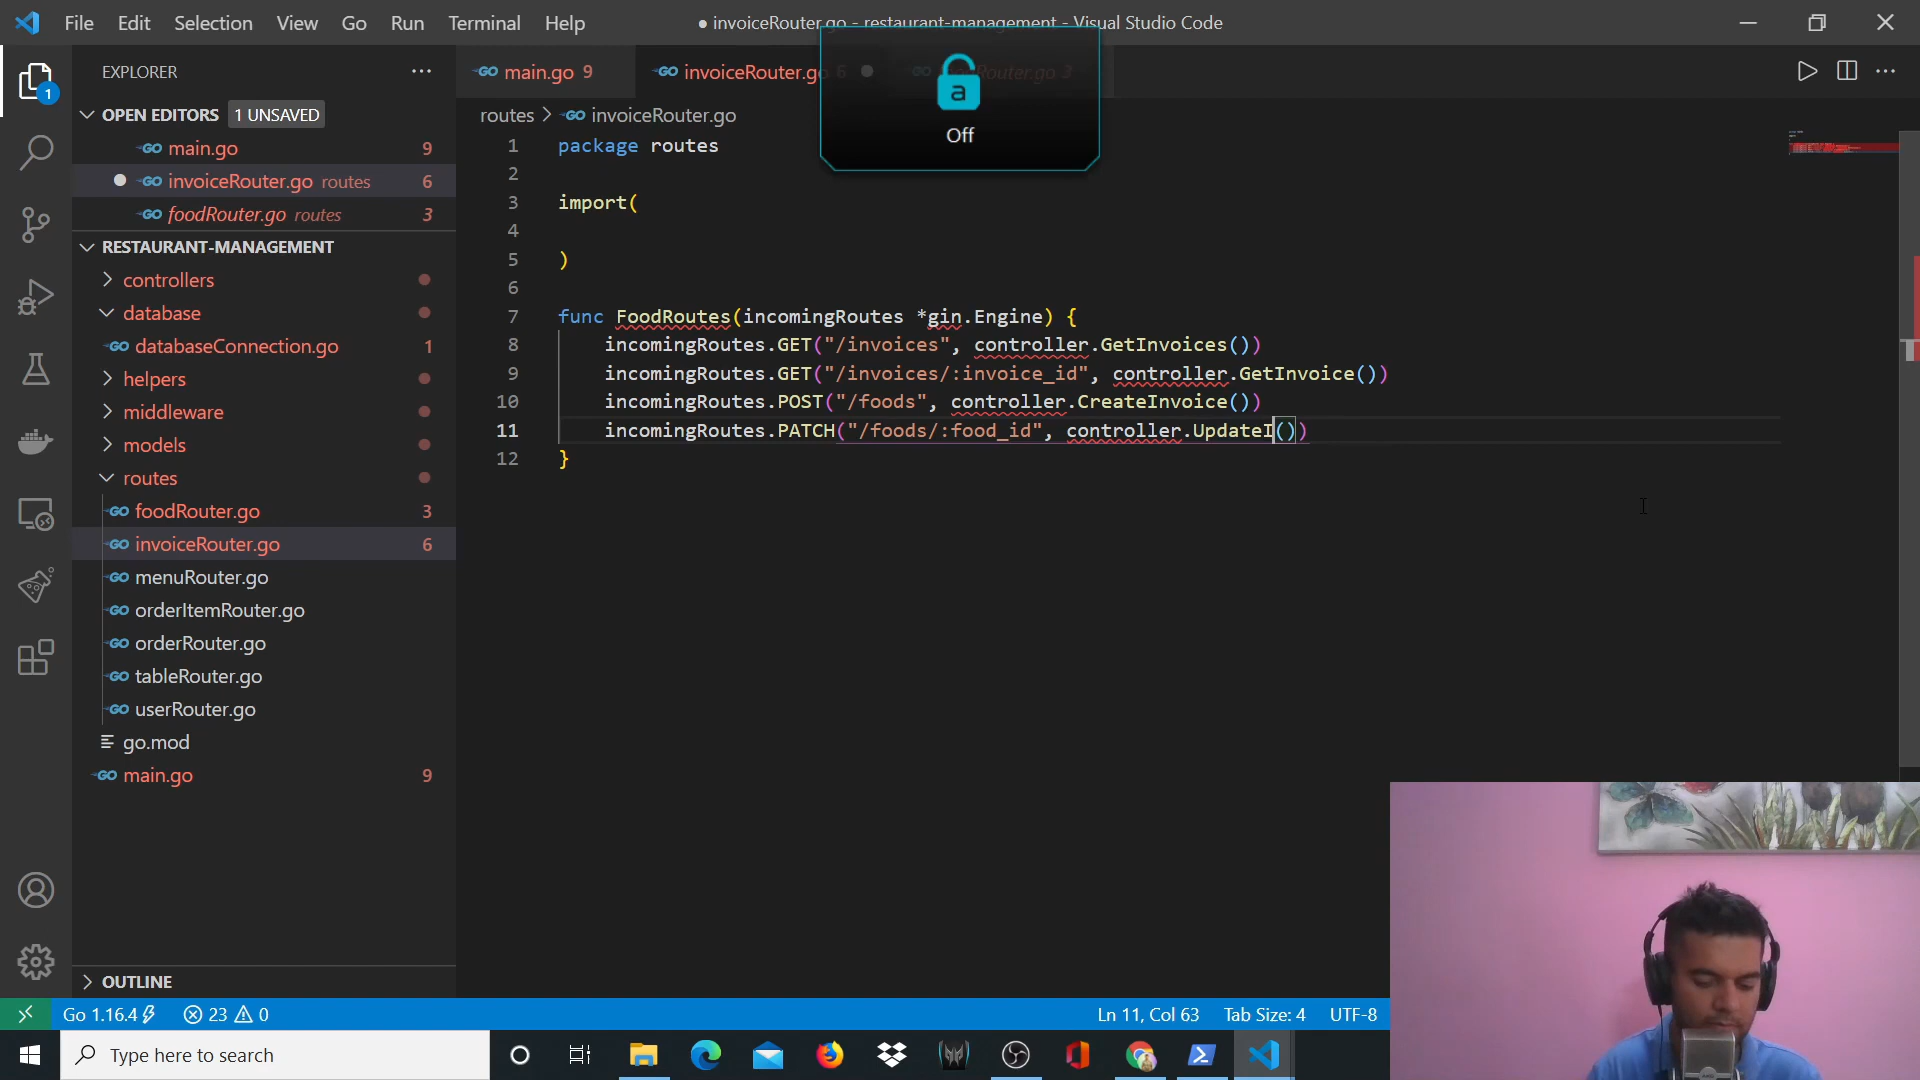 File Edit Selection View Go Run Terminal Help
● invoiceRouter.go - restaurant-management - Visual Studio Code
EXPLORER
OPEN EDITORS 1 UNSAVED
main.go 9
invoiceRouter.go routes 6
foodRouter.go routes 3
RESTAURANT-MANAGEMENT
controllers
database
databaseConnection.go 1
helpers
middleware
models
routes
foodRouter.go 3
invoiceRouter.go 6
menuRouter.go
orderItemRouter.go
orderRouter.go
tableRouter.go
userRouter.go
go.mod
main.go 9
OUTLINE
main.go 9 invoiceRouter.go 6
a
Off
routes > invoiceRouter.go
1 package routes
2
3 import(
4
5 )
6
7 func FoodRoutes(incomingRoutes *gin.Engine) {
8 incomingRoutes.GET("/invoices", controller.GetInvoices())
9 incomingRoutes.GET("/invoices/:invoice_id", controller.GetInvoice())
10 incomingRoutes.POST("/foods", controller.CreateInvoice())
11 incomingRoutes.PATCH("/foods/:food_id", controller.UpdateI())
12 }
Go 1.16.4 23 0 Ln 11, Col 63 Tab Size: 4 UTF-8
Type here to search